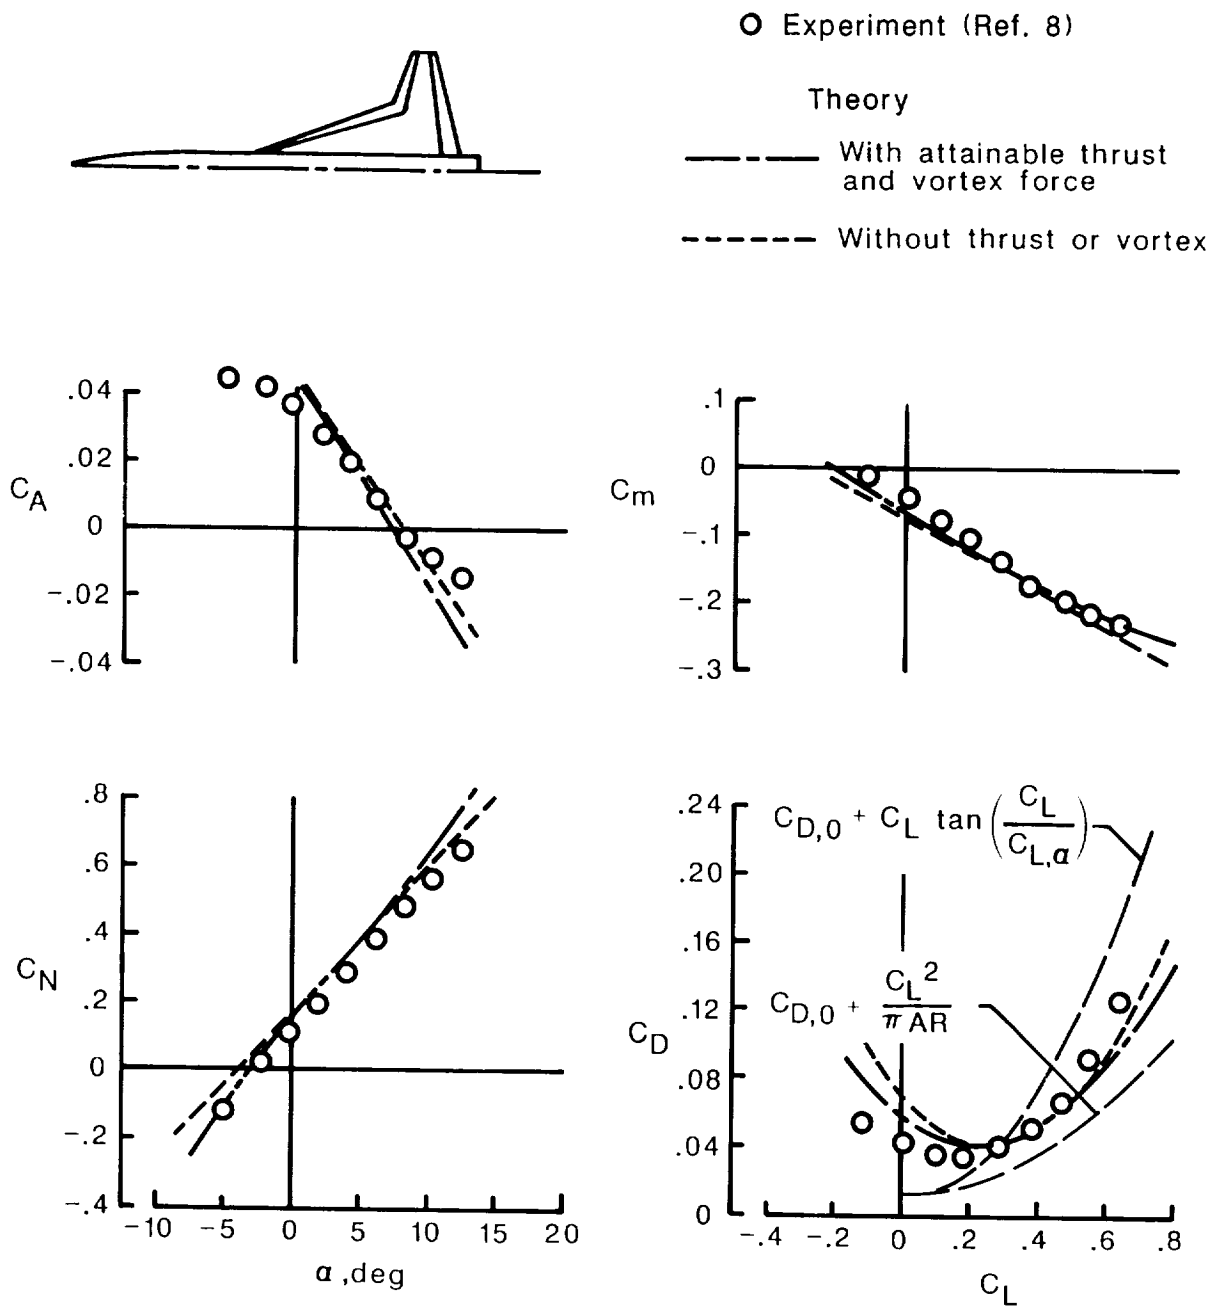 Experiment (Ref. 8)
Theory
With attainable thrust
and vortex force
Without thrust or vortex
.04
.02
0
-.02
-.04
C_A
.1
0
-.1
-.2
-.3
C_m
.8
.6
.4
.2
0
-.2
-.4
C_N
-10 -5 0 5 10 15 20
α ,deg
.24
.20
.16
.12
.08
.04
0
C_D
C_{D,0} + C_L tan(C_L / C_{L,α})
C_{D,0} + C_L^2 / π AR
-.4 -.2 0 .2 .4 .6 .8
C_L